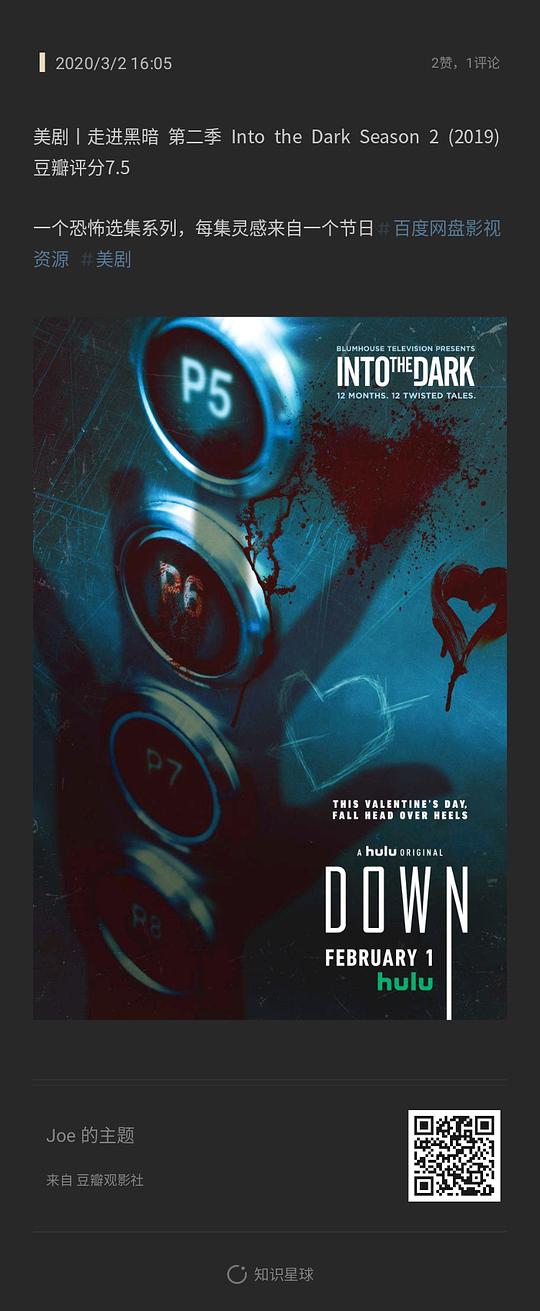 2020/3/2 16:05
2赞，1评论
美剧丨走进黑暗 第二季 Into the Dark Season 2 (2019)
豆瓣评分7.5
一个恐怖选集系列，每集灵感来自一个节日#百度网盘影视
资源 #美剧
P5
BLUMHOUSE TELEVISION PRESENTS
INTO THE DARK
12 MONTHS. 12 TWISTED TALES.
P6
P7
THIS VALENTINE'S DAY,
FALL HEAD OVER HEELS
A hulu ORIGINAL
DOWN
FEBRUARY 1
hulu
Joe 的主题
来自 豆瓣观影社
知识星球